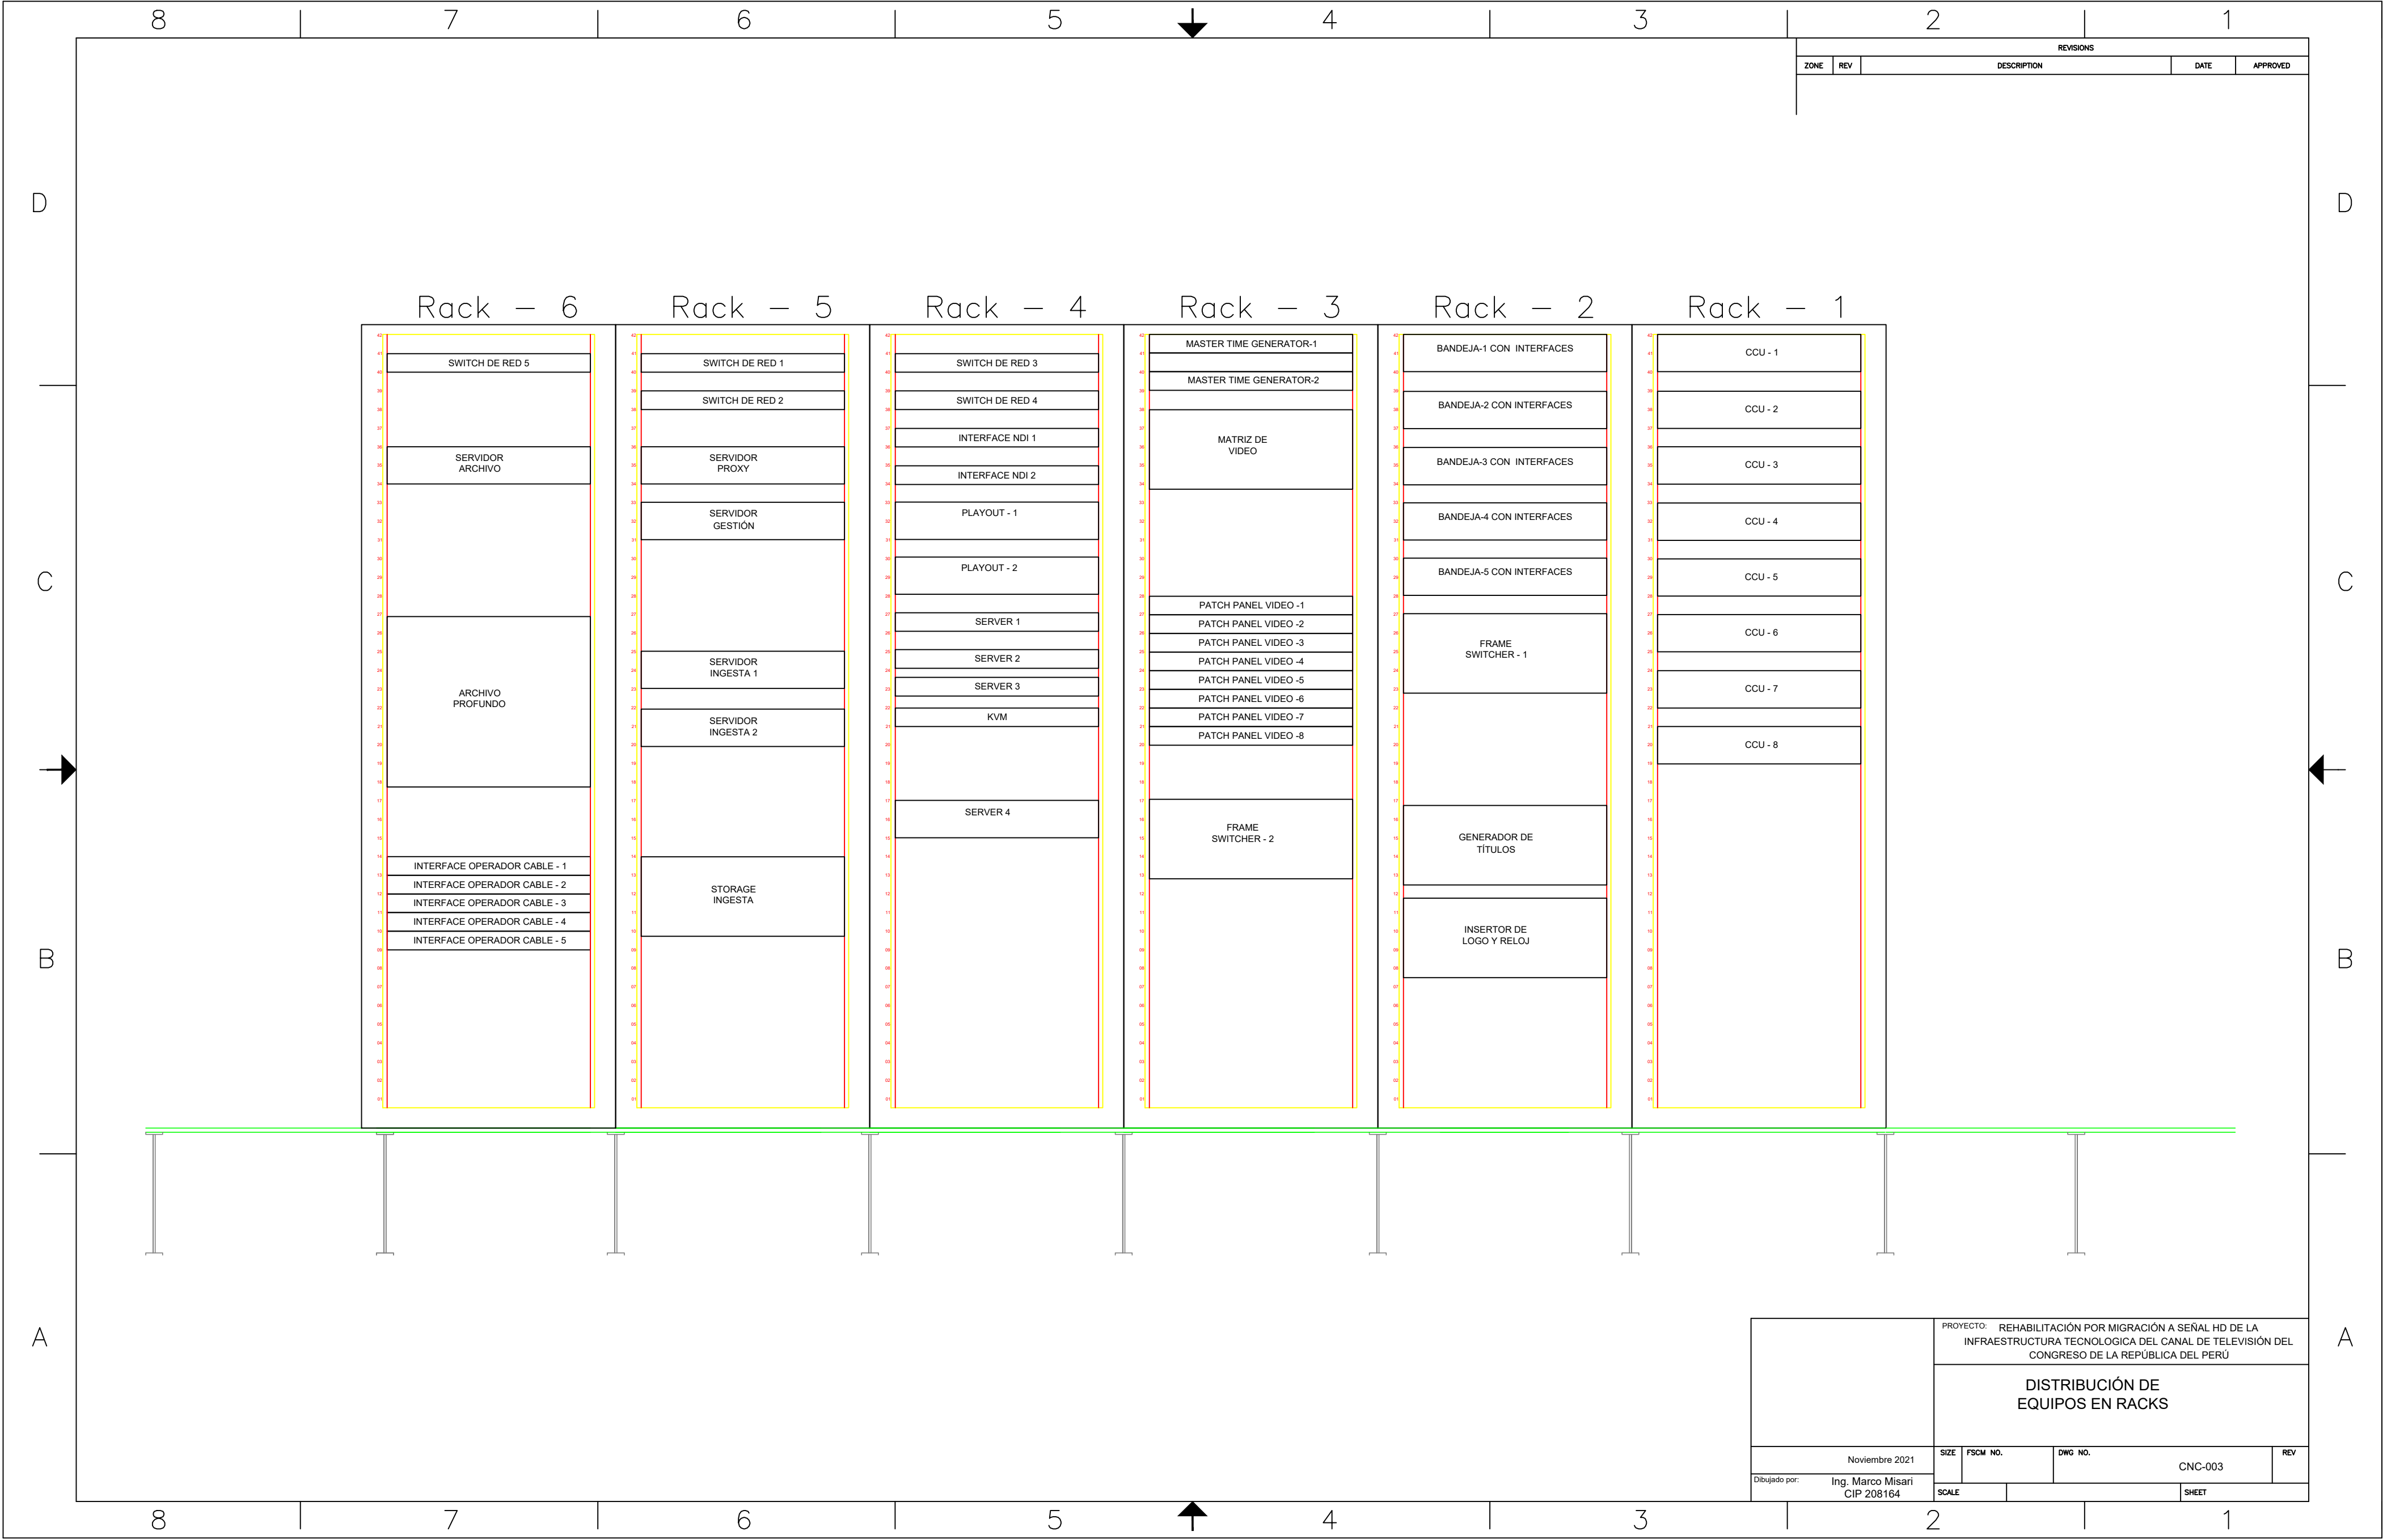 8 7 6 5 4 3 2 1
REVISIONS
ZONE REV DESCRIPTION DATE APPROVED
D D
C C
B B
A A
Rack - 6
SWITCH DE RED 5
SERVIDOR
ARCHIVO
ARCHIVO
PROFUNDO
INTERFACE OPERADOR CABLE - 1
INTERFACE OPERADOR CABLE - 2
INTERFACE OPERADOR CABLE - 3
INTERFACE OPERADOR CABLE - 4
INTERFACE OPERADOR CABLE - 5
Rack - 5
SWITCH DE RED 1
SWITCH DE RED 2
SERVIDOR
PROXY
SERVIDOR
GESTIÓN
SERVIDOR
INGESTA 1
SERVIDOR
INGESTA 2
STORAGE
INGESTA
Rack - 4
SWITCH DE RED 3
SWITCH DE RED 4
INTERFACE NDI 1
INTERFACE NDI 2
PLAYOUT - 1
PLAYOUT - 2
SERVER 1
SERVER 2
SERVER 3
KVM
SERVER 4
Rack - 3
MASTER TIME GENERATOR-1
MASTER TIME GENERATOR-2
MATRIZ DE
VIDEO
PATCH PANEL VIDEO -1
PATCH PANEL VIDEO -2
PATCH PANEL VIDEO -3
PATCH PANEL VIDEO -4
PATCH PANEL VIDEO -5
PATCH PANEL VIDEO -6
PATCH PANEL VIDEO -7
PATCH PANEL VIDEO -8
FRAME
SWITCHER - 2
Rack - 2
BANDEJA-1 CON INTERFACES
BANDEJA-2 CON INTERFACES
BANDEJA-3 CON INTERFACES
BANDEJA-4 CON INTERFACES
BANDEJA-5 CON INTERFACES
FRAME
SWITCHER - 1
GENERADOR DE
TÍTULOS
INSERTOR DE
LOGO Y RELOJ
Rack - 1
CCU - 1
CCU - 2
CCU - 3
CCU - 4
CCU - 5
CCU - 6
CCU - 7
CCU - 8
PROYECTO: REHABILITACIÓN POR MIGRACIÓN A SEÑAL HD DE LA
INFRAESTRUCTURA TECNOLOGICA DEL CANAL DE TELEVISIÓN DEL
CONGRESO DE LA REPÚBLICA DEL PERÚ
DISTRIBUCIÓN DE
EQUIPOS EN RACKS
Noviembre 2021
SIZE FSCM NO. DWG NO. REV
CNC-003
Dibujado por: Ing. Marco Misari
CIP 208164
SCALE SHEET
8 7 6 5 4 3 2 1